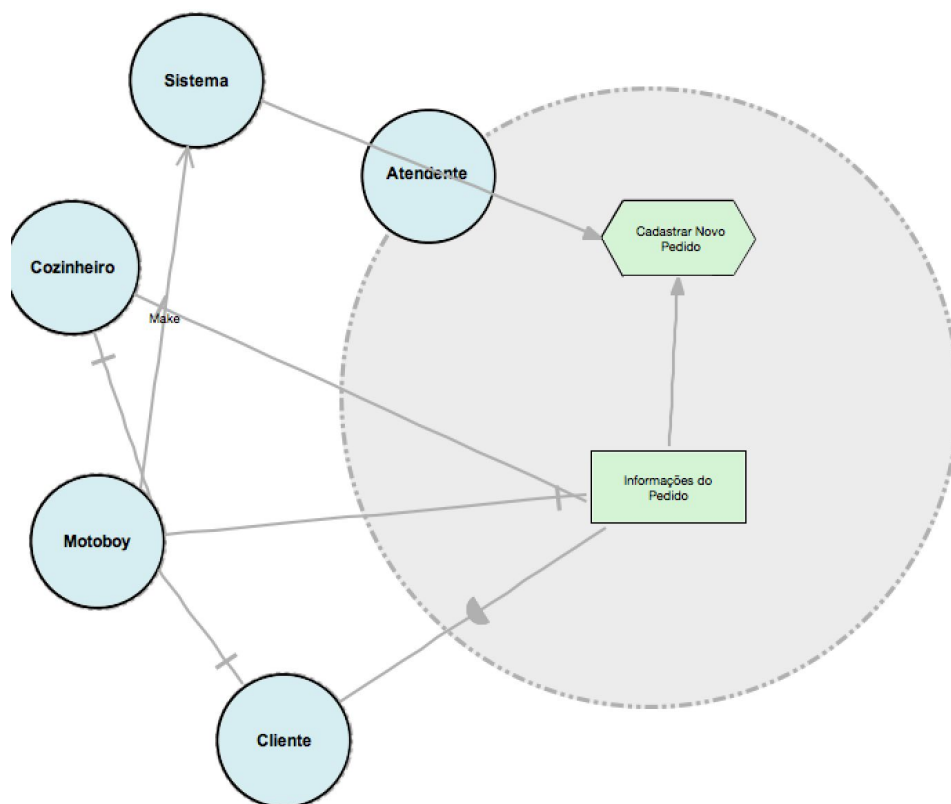 Sistema
Atendente
Cadastrar Novo
Pedido
Cozinheiro
Make
Informações do
Pedido
Motoboy
Cliente